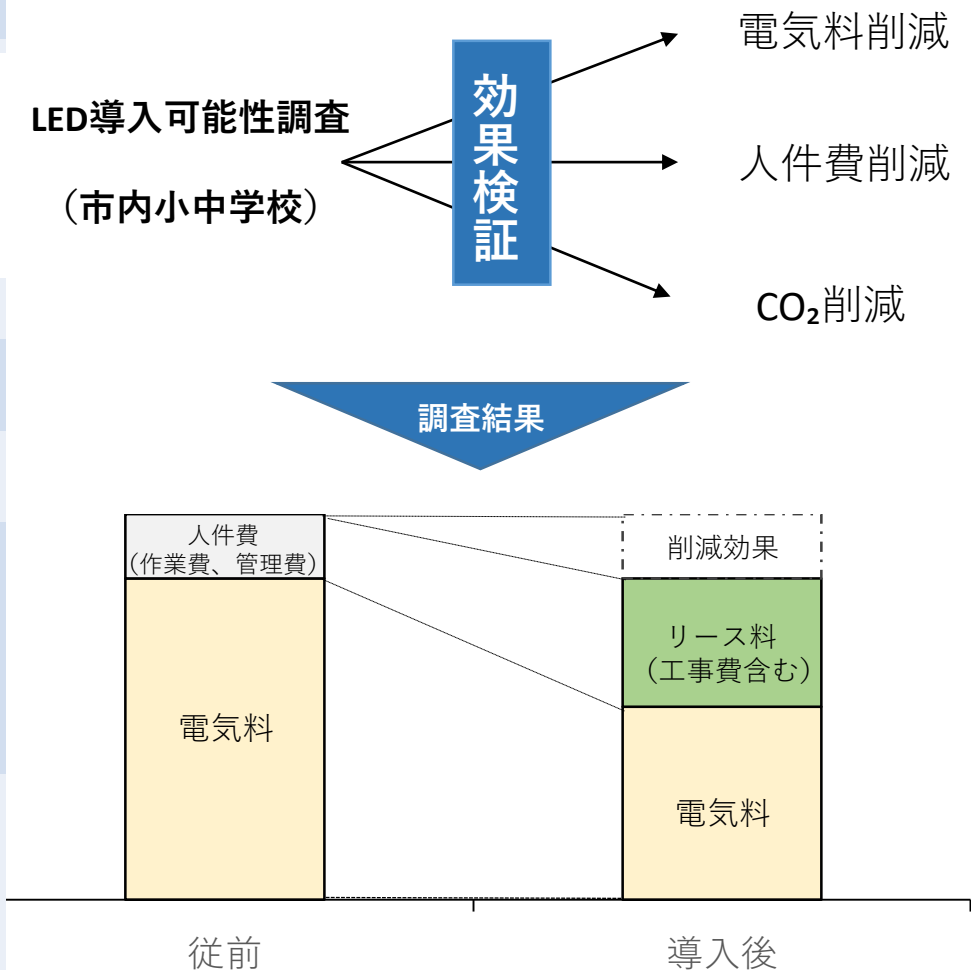 電気料削減
LED導入可能性調査
（市内小中学校）
効果検証
人件費削減
CO₂削減
調査結果
人件費
（作業費、管理費）
電気料
削減効果
リース料
（工事費含む）
電気料
従前
導入後